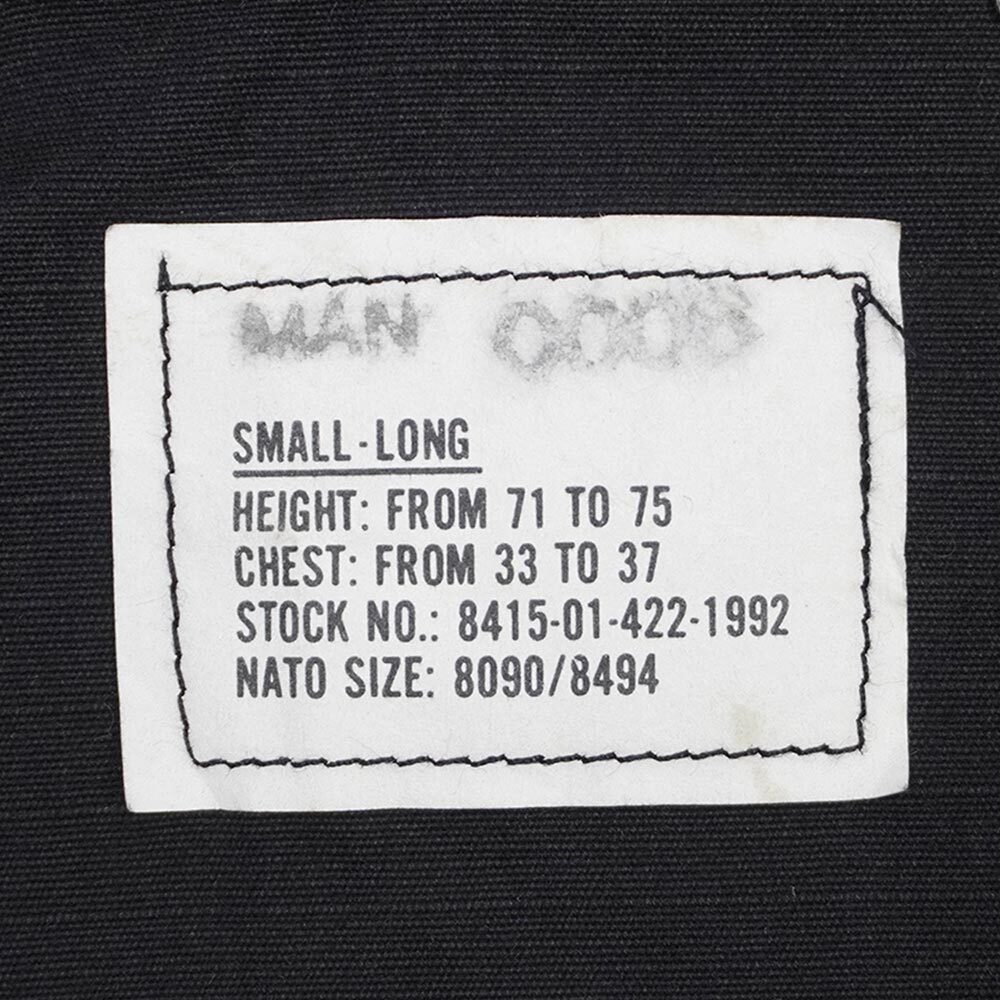 MAN
SMALL-LONG
HEIGHT: FROM 71 TO 75
CHEST: FROM 33 TO 37
STOCK NO.: 8415-01-422-1992
NATO SIZE: 8090/8494